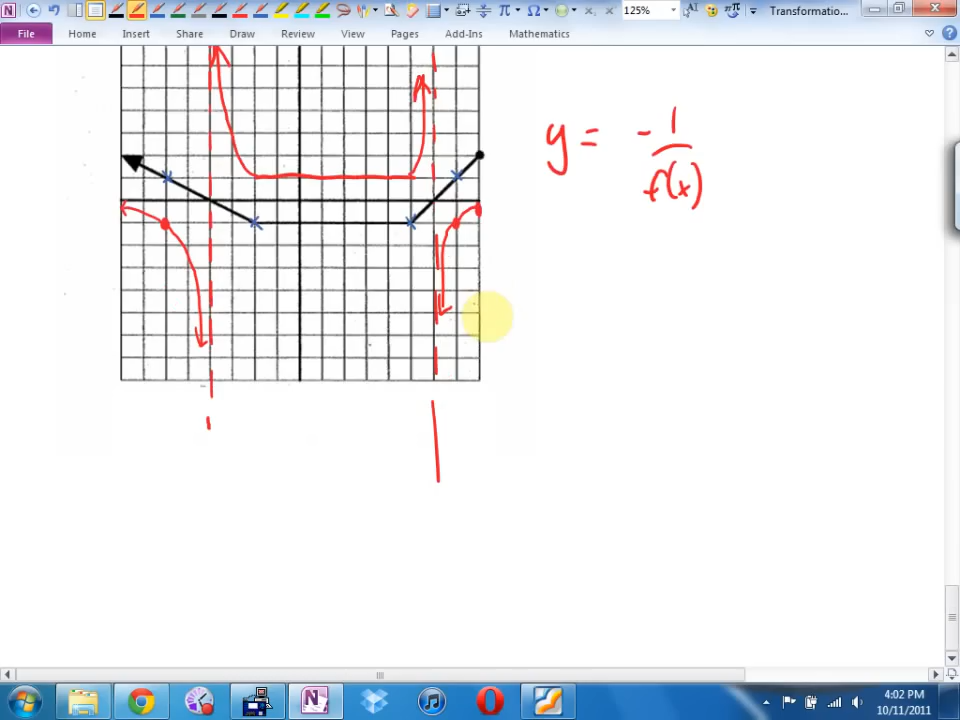 125%
Transformatio...
File Home Insert Share Draw Review View Pages Add-Ins Mathematics
y = - 1/f(x)
4:02 PM
10/11/2011